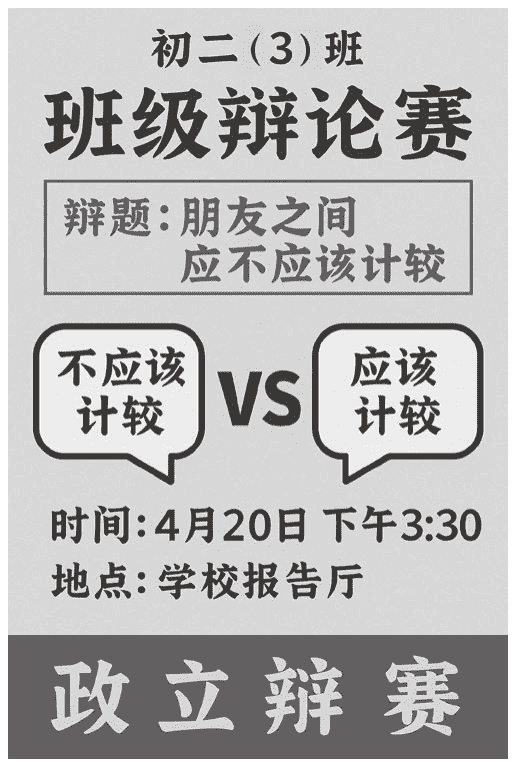 初二（3）班
班级辩论赛
辩题：朋友之间
应不应该计较
不应该
计较
VS
应该
计较
时间：4月20日 下午3:30
地点：学校报告厅
政立辩赛